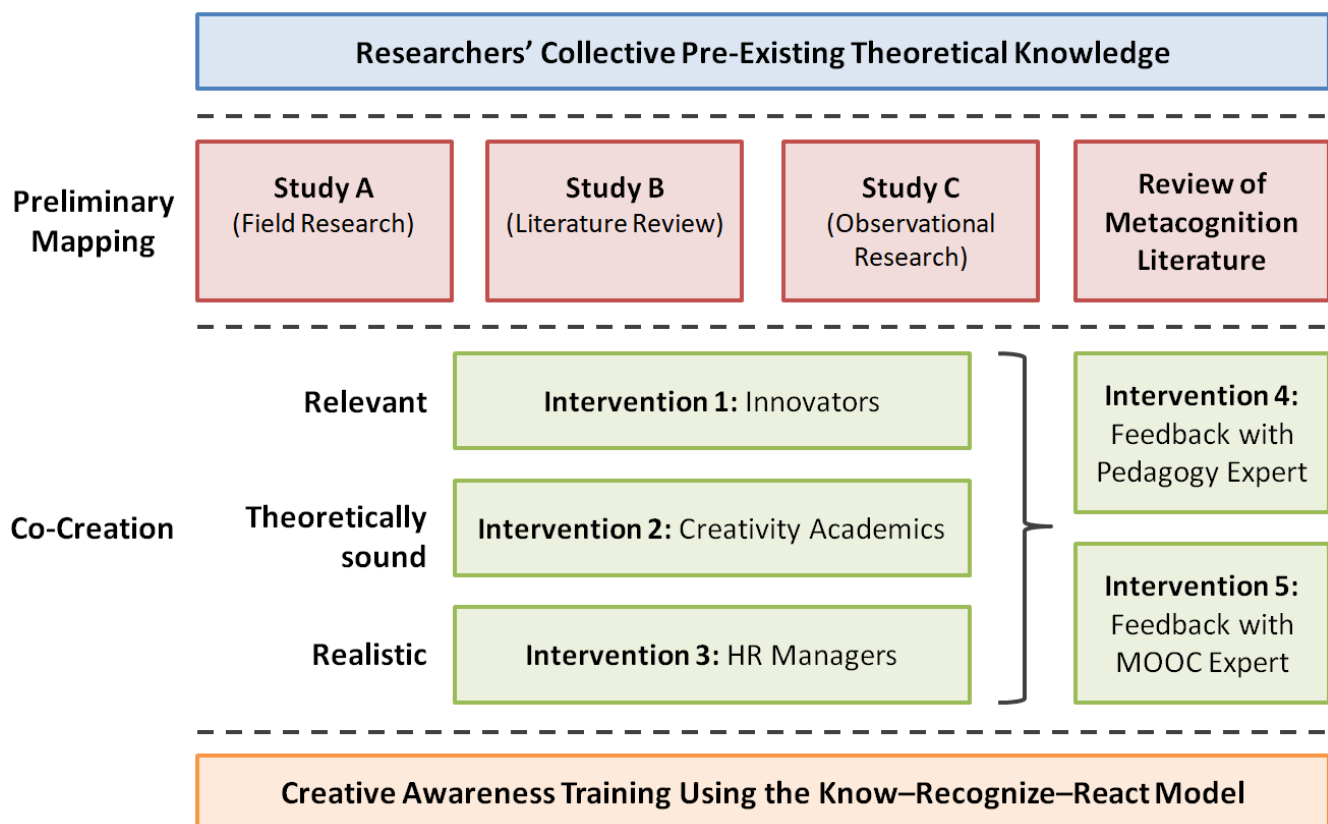 Researchers’ Collective Pre-Existing Theoretical Knowledge
Preliminary
Mapping
Study A
(Field Research)
Study B
(Literature Review)
Study C
(Observational
Research)
Review of
Metacognition
Literature
Co-Creation
Relevant
Intervention 1: Innovators
Theoretically
sound
Intervention 2: Creativity Academics
Realistic
Intervention 3: HR Managers
Intervention 4:
Feedback with
Pedagogy Expert
Intervention 5:
Feedback with
MOOC Expert
Creative Awareness Training Using the Know–Recognize–React Model